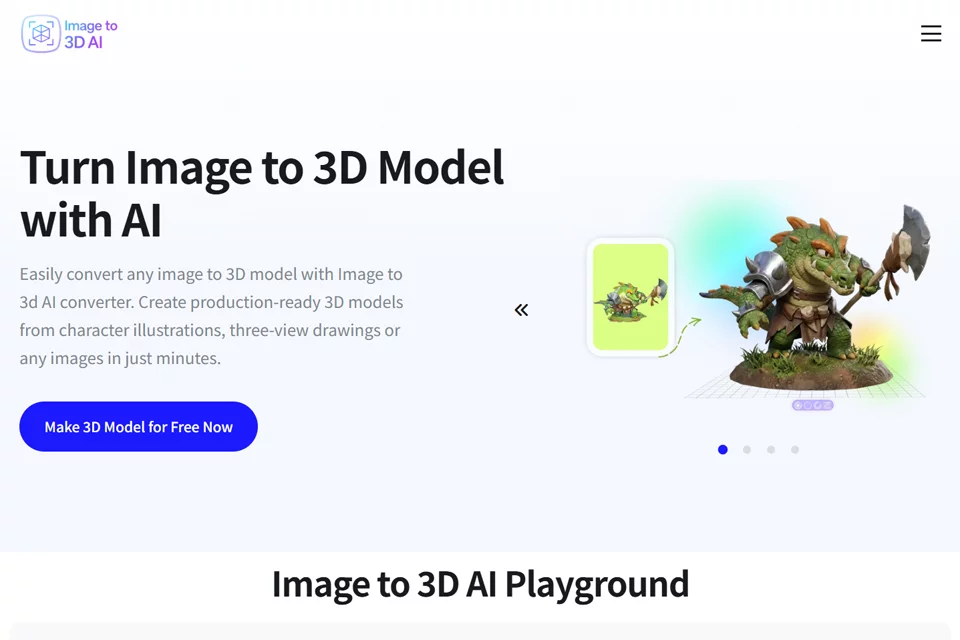 Image to
3D AI
Turn Image to 3D Model
with AI
Easily convert any image to 3D model with Image to
3d AI converter. Create production-ready 3D models
from character illustrations, three-view drawings or
any images in just minutes.
Make 3D Model for Free Now
Image to 3D AI Playground